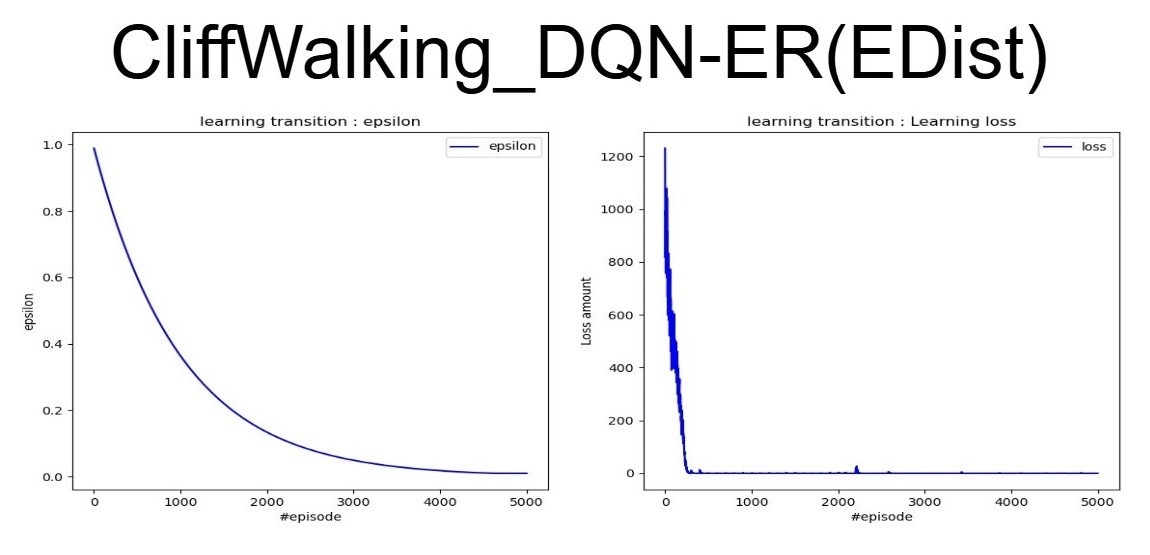 CliffWalking_DQN-ER(EDist)
learning transition : epsilon
epsilon
1.0
0.8
0.6
0.4
0.2
0.0
epsilon
0 1000 2000 3000 4000 5000
#episode
learning transition : Learning loss
loss
1200
1000
800
600
400
200
0
Loss amount
0 1000 2000 3000 4000 5000
#episode